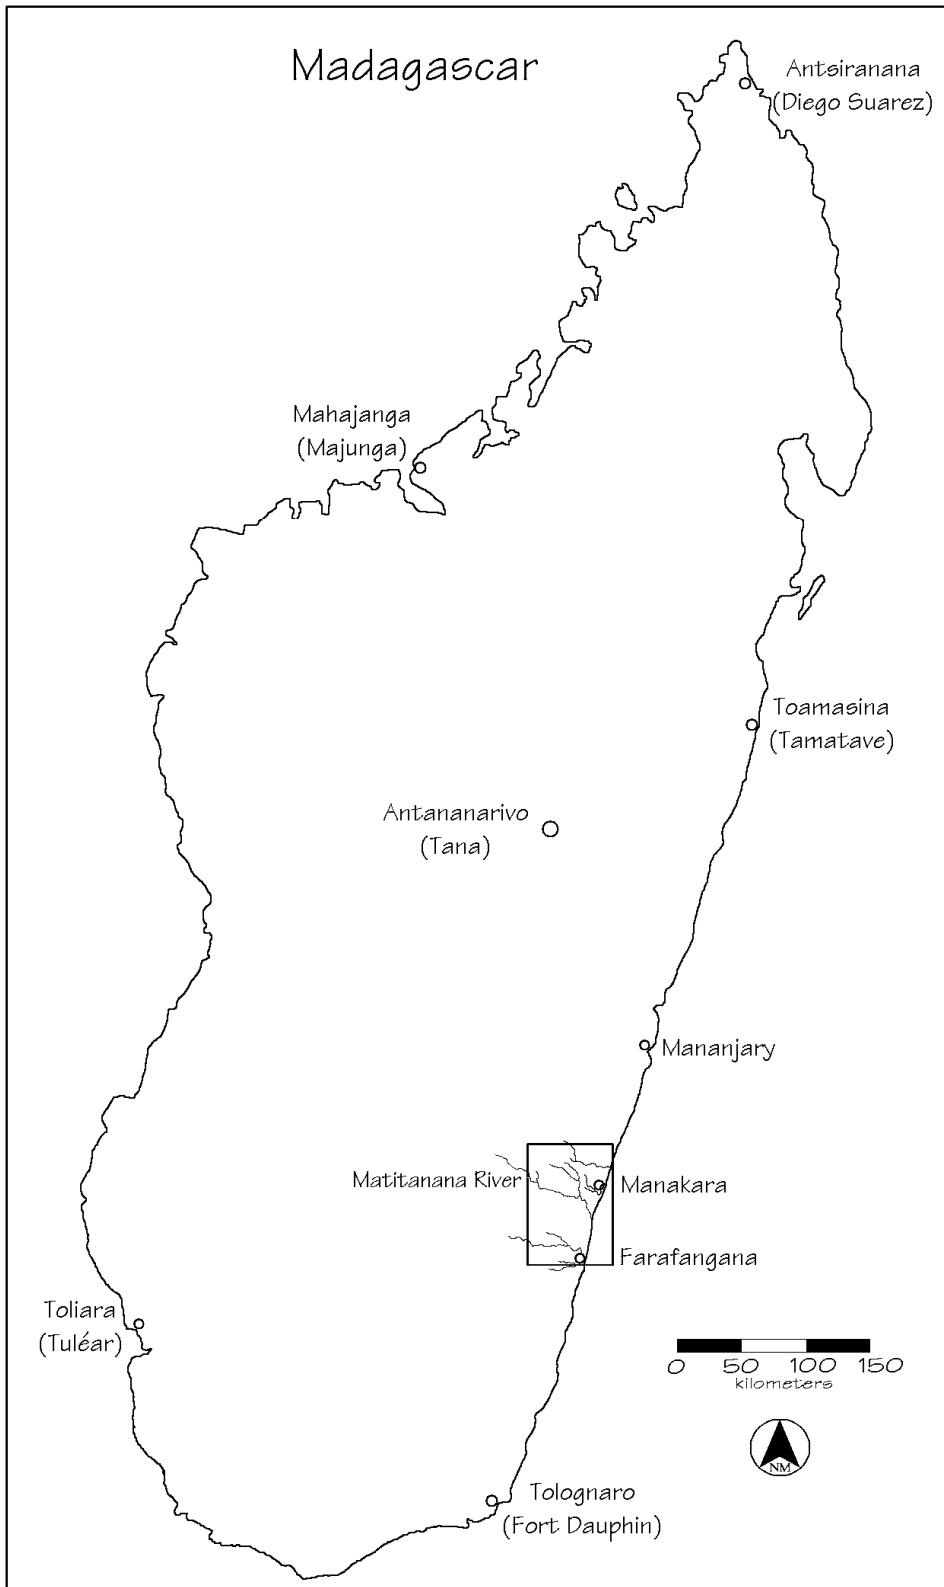 Madagascar
Antsiranana
(Diego Suarez)
Mahajanga
(Majunga)
Toamasina
(Tamatave)
Antananarivo
(Tana)
Mananjary
Matitanana River
Manakara
Farafangana
Toliara
(Tuléar)
0 50 100 150
kilometers
NM
Tolognaro
(Fort Dauphin)